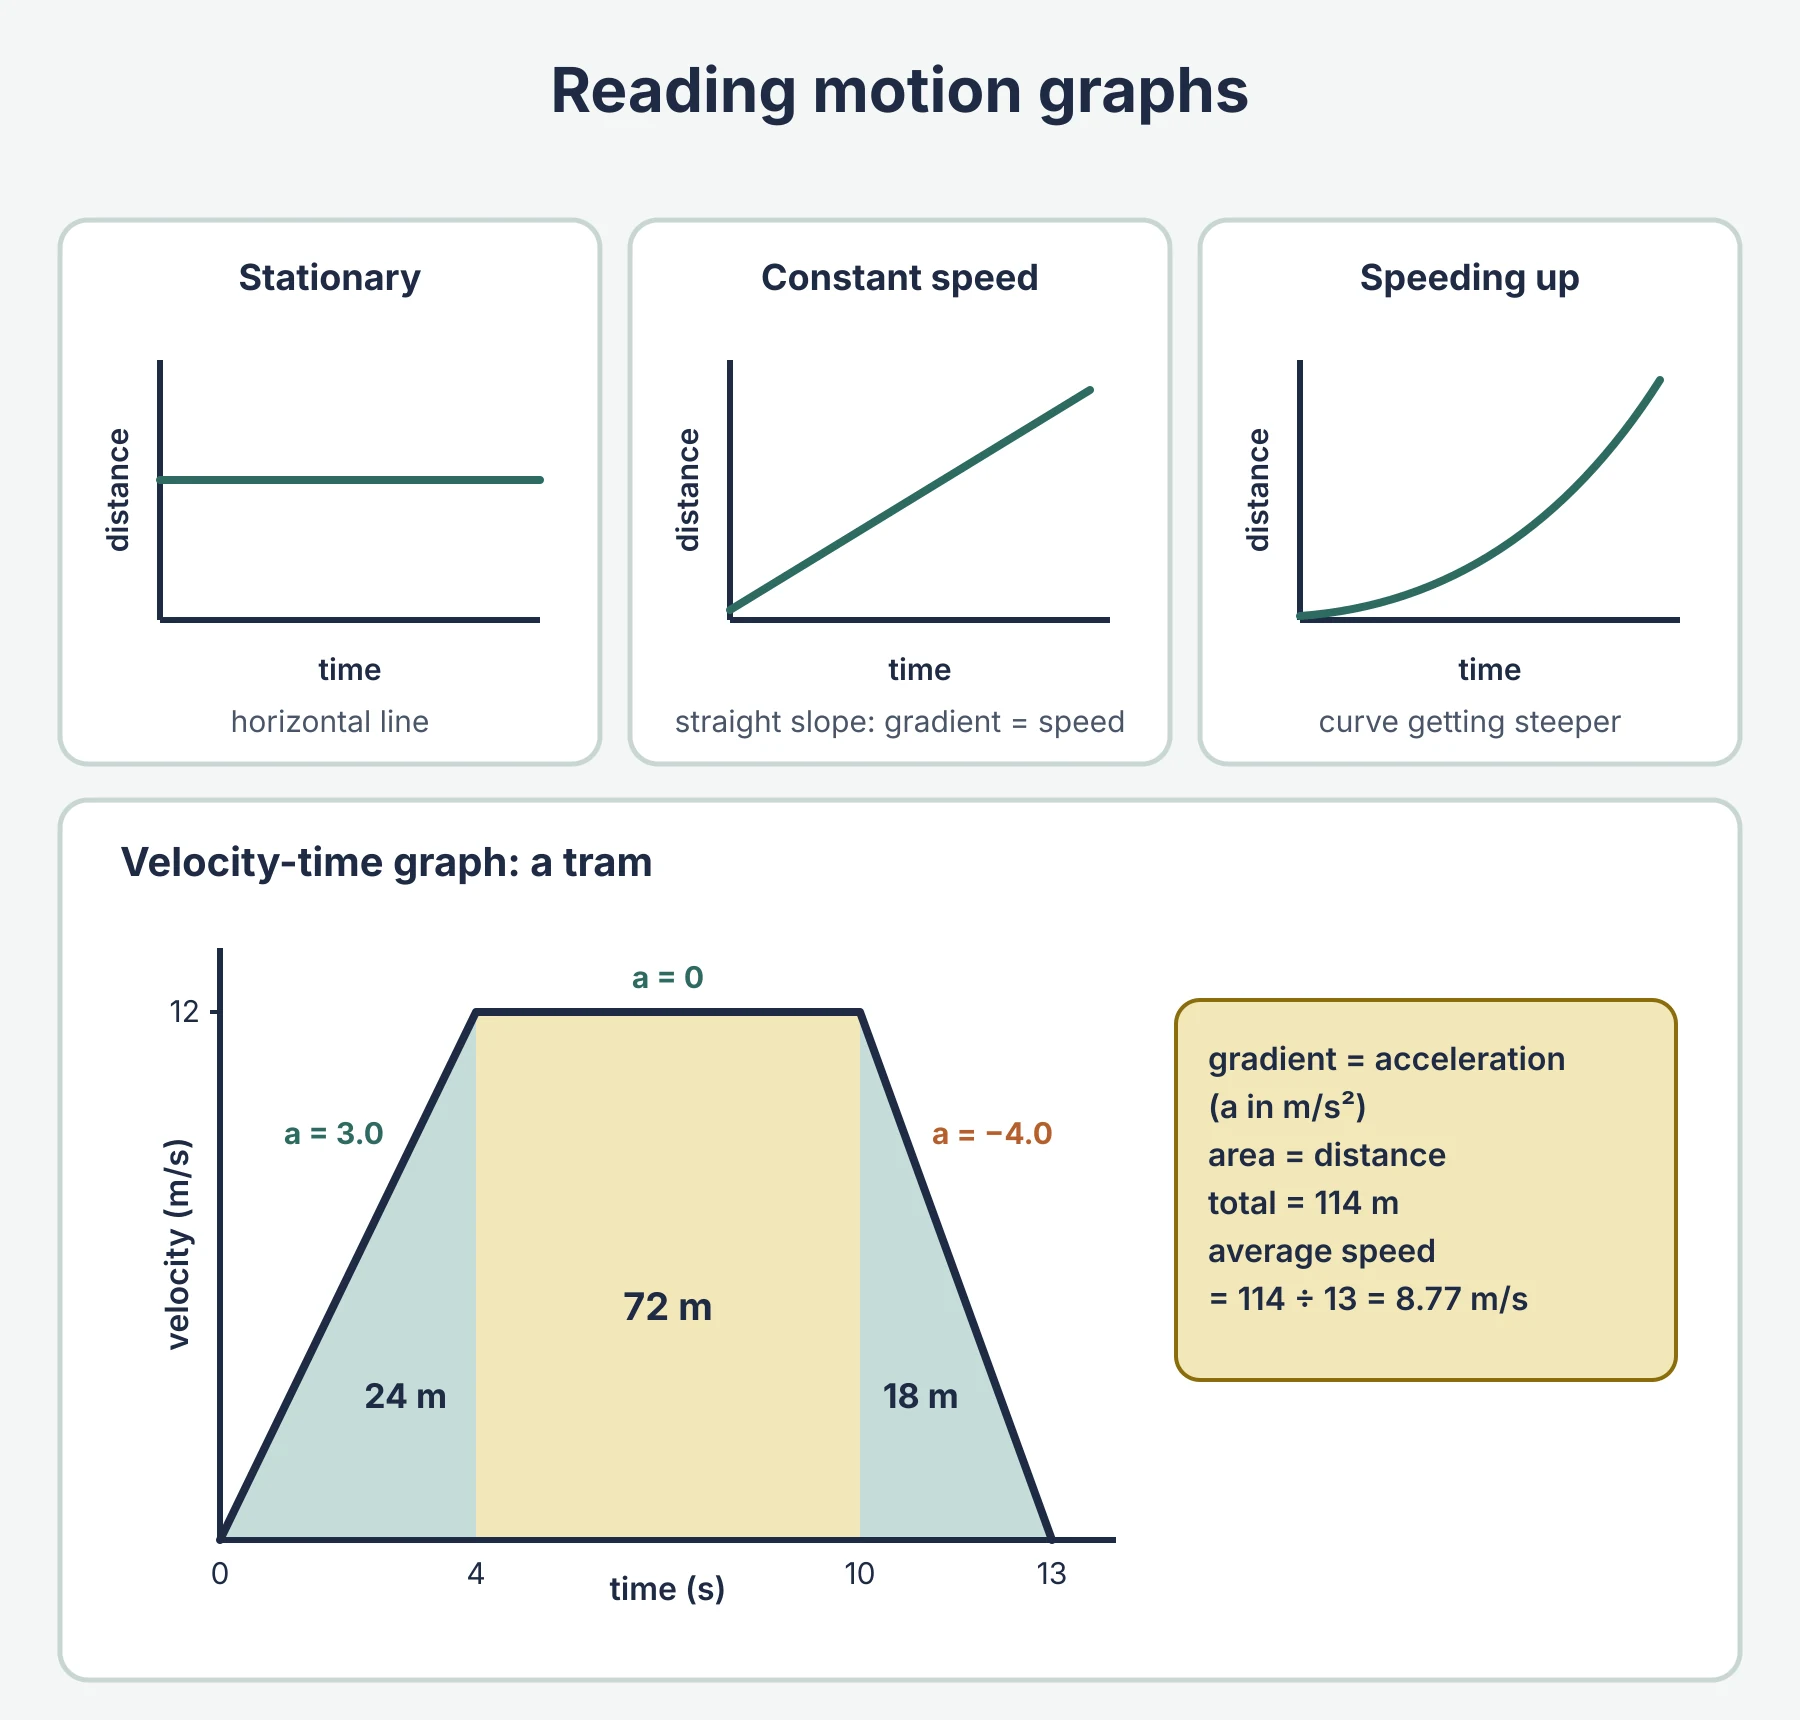 Reading motion graphs
Stationary
distance
time
horizontal line
Constant speed
distance
time
straight slope: gradient = speed
Speeding up
distance
time
curve getting steeper
Velocity-time graph: a tram
velocity (m/s)
12
a = 3.0
a = 0
a = −4.0
24 m
72 m
18 m
0
4
10
13
time (s)
gradient = acceleration
(a in m/s²)
area = distance
total = 114 m
average speed
= 114 ÷ 13 = 8.77 m/s